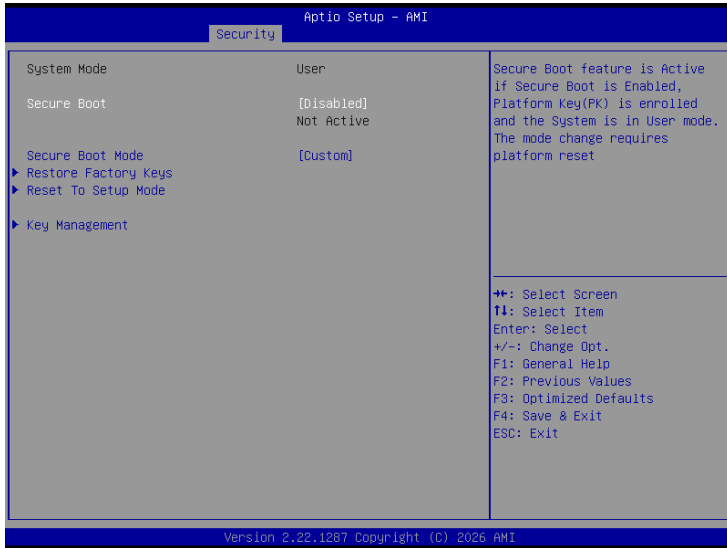 Aptio Setup – AMI
Security
System Mode User
Secure Boot [Disabled]
Not Active
Secure Boot Mode [Custom]
Restore Factory Keys
Reset To Setup Mode
Key Management
Secure Boot feature is Active
if Secure Boot is Enabled,
Platform Key(PK) is enrolled
and the System is in User mode.
The mode change requires
platform reset
→←: Select Screen
↑↓: Select Item
Enter: Select
+/-: Change Opt.
F1: General Help
F2: Previous Values
F3: Optimized Defaults
F4: Save & Exit
ESC: Exit
Version 2.22.1287 Copyright (C) 2026 AMI